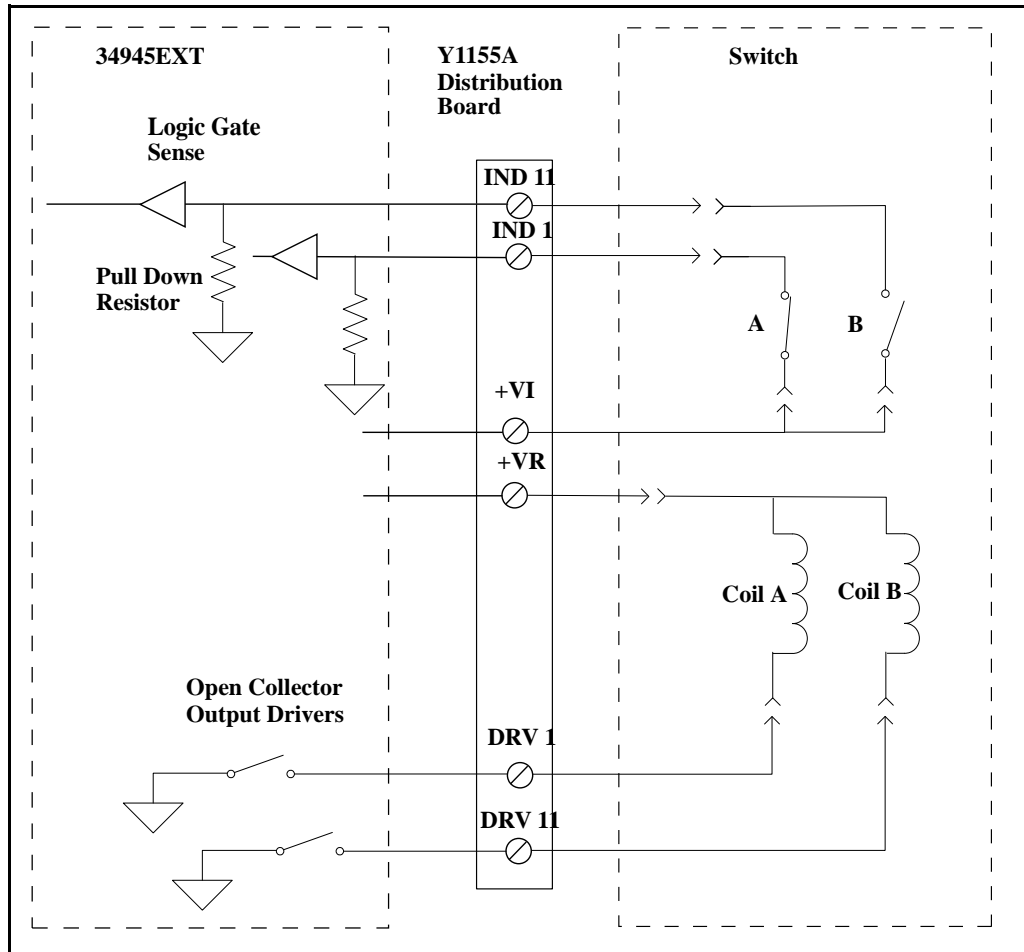 34945EXT
Y1155A
Distribution
Board
Switch
Logic Gate
Sense
IND 11
IND 1
Pull Down
Resistor
A
B
+VI
+VR
Coil A
Coil B
Open Collector
Output Drivers
DRV 1
DRV 11